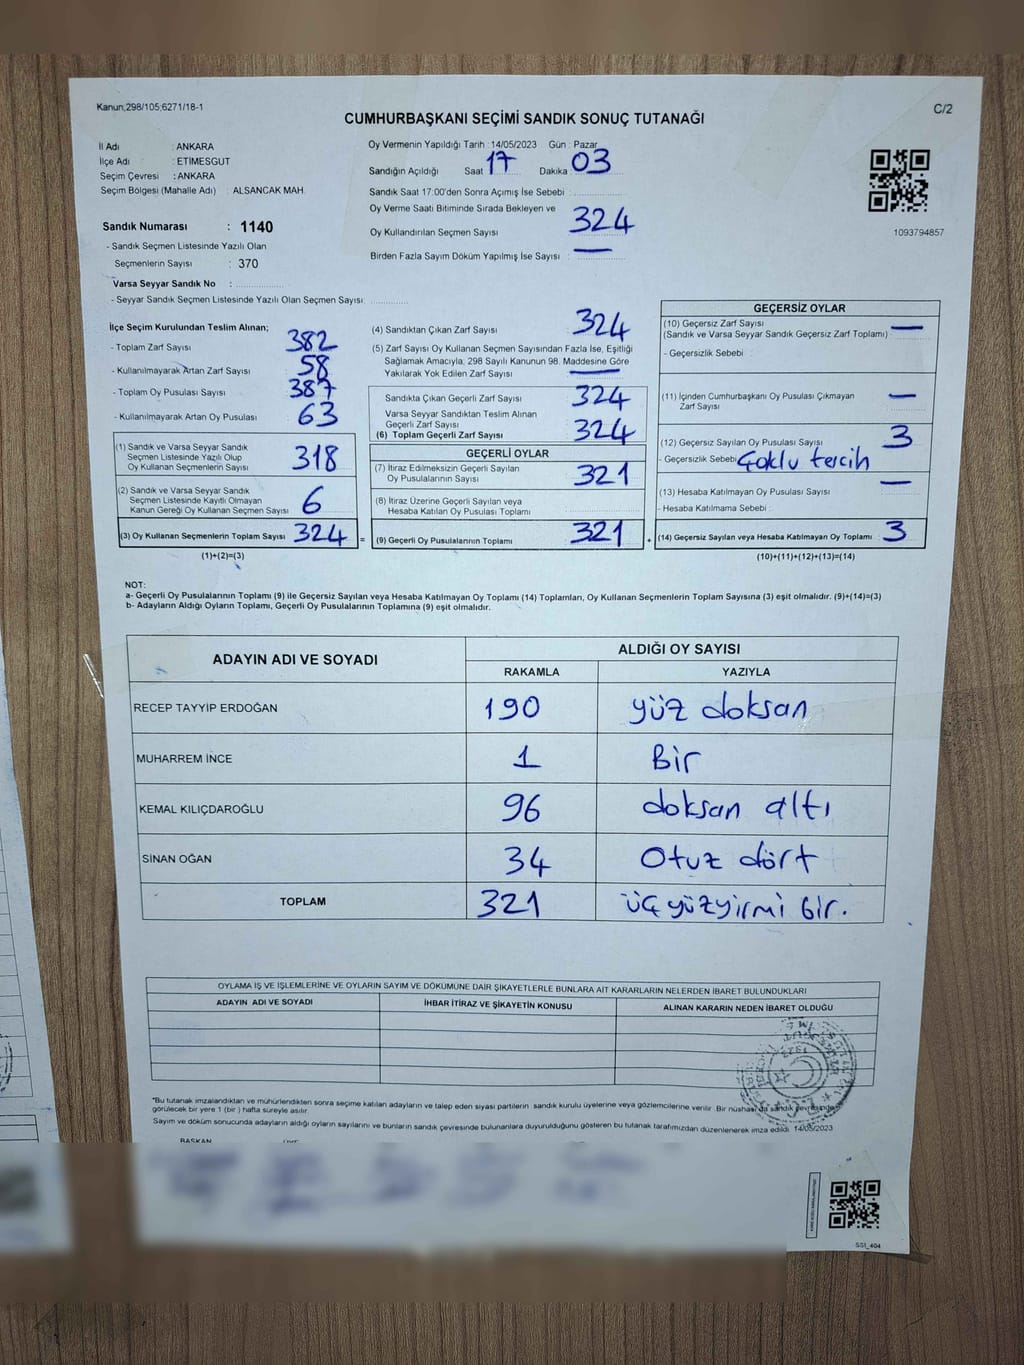 Kanun;298/105;6271/18-1
C/2
CUMHURBAŞKANI SEÇİMİ SANDIK SONUÇ TUTANAĞI
İl Adı : ANKARA
İlçe Adı : ETİMESGUT
Seçim Çevresi : ANKARA
Seçim Bölgesi (Mahalle Adı) : ALSANCAK MAH.
Sandık Numarası : 1140
- Sandık Seçmen Listesinde Yazılı Olan
Seçmenlerin Sayısı : 370
Varsa Seyyar Sandık No :
- Seyyar Sandık Seçmen Listesinde Yazılı Olan Seçmen Sayısı:
Oy Vermenin Yapıldığı Tarih : 14/05/2023 Gün : Pazar
Sandığın Açıldığı Saat 17 Dakika 03
Sandık Saat 17:00'den Sonra Açımış İse Sebebi :
Oy Verme Saati Bitiminde Sırada Bekleyen ve
Oy Kullandırılan Seçmen Sayısı 324
Birden Fazla Sayım Döküm Yapılmış İse Sayısı : —
1093794857
İlçe Seçim Kurulundan Teslim Alınan;
- Toplam Zarf Sayısı 382
- Kullanılmayarak Artan Zarf Sayısı 58
- Toplam Oy Pusulası Sayısı 387
- Kullanılmayarak Artan Oy Pusulası 63
(1) Sandık ve Varsa Seyyar Sandık
Seçmen Listesinde Yazılı Olup
Oy Kullanan Seçmenlerin Sayısı 318
(2) Sandık ve Varsa Seyyar Sandık
Seçmen Listesinde Kayıtlı Olmayan
Kanun Gereği Oy Kullanan Seçmen Sayısı 6
(3) Oy Kullanan Seçmenlerin Toplam Sayısı 324 =
(1)+(2)=(3)
(4) Sandıktan Çıkan Zarf Sayısı 324
(5) Zarf Sayısı Oy Kullanan Seçmen Sayısından Fazla İse, Eşitliği
Sağlamak Amacıyla, 298 Sayılı Kanunun 98. Maddesine Göre
Yakılarak Yok Edilen Zarf Sayısı —
Sandıkta Çıkan Geçerli Zarf Sayısı 324
Varsa Seyyar Sandıktan Teslim Alınan
Geçerli Zarf Sayısı
(6) Toplam Geçerli Zarf Sayısı 324
GEÇERLİ OYLAR
(7) İtiraz Edilmeksizin Geçerli Sayılan
Oy Pusulalarının Sayısı 321
(8) İtiraz Üzerine Geçerli Sayılan veya
Hesaba Katılan Oy Pusulası Toplamı
(9) Geçerli Oy Pusulalarının Toplamı 321 +
GEÇERSİZ OYLAR
(10) Geçersiz Zarf Sayısı
(Sandık ve Varsa Seyyar Sandık Geçersiz Zarf Toplamı) —
- Geçersizlik Sebebi :
(11) İçinden Cumhurbaşkanı Oy Pusulası Çıkmayan
Zarf Sayısı —
(12) Geçersiz Sayılan Oy Pusulası Sayısı 3
- Geçersizlik Sebebi Çoklu tercih
(13) Hesaba Katılmayan Oy Pusulası Sayısı —
- Hesaba Katılmama Sebebi
(14) Geçersiz Sayılan veya Hesaba Katılmayan Oy Toplamı 3
(10)+(11)+(12)+(13)=(14)
NOT:
a- Geçerli Oy Pusulalarının Toplamı (9) ile Geçersiz Sayılan veya Hesaba Katılmayan Oy Toplamı (14) Toplamları, Oy Kullanan Seçmenlerin Toplam Sayısına (3) eşit olmalıdır. (9)+(14)=(3)
b- Adayların Aldığı Oyların Toplamı, Geçerli Oy Pusulalarının Toplamına (9) eşit olmalıdır.
ADAYIN ADI VE SOYADI ALDIĞI OY SAYISI
RAKAMLA YAZIYLA
RECEP TAYYİP ERDOĞAN 190 yüz doksan
MUHARREM İNCE 1 Bir
KEMAL KILIÇDAROĞLU 96 doksan altı
SİNAN OĞAN 34 Otuz dört
TOPLAM 321 üçyüzyirmi bir.
OYLAMA İŞ VE İŞLEMLERİNE VE OYLARIN SAYIM VE DÖKÜMÜNE DAİR ŞİKAYETLERLE BUNLARA AİT KARARLARIN NELERDEN İBARET BULUNDUKLARI
ADAYIN ADI VE SOYADI İHBAR İTİRAZ VE ŞİKAYETİN KONUSU ALINAN KARARIN NEDEN İBARET OLDUĞU
*Bu tutanak imzalandıktan ve mühürlendikten sonra seçime katılan adayların ve talep eden siyasi partilerin sandık kurulu üyelerine veya gözlemcilerine verilir. Bir nüshası da sandık çevresinde
görülecek bir yere 1 (bir) hafta süreyle asılır.
Sayım ve döküm sonucunda adayların aldığı oyların sayılarını ve bunların sandık çevresinde bulunanlara duyurulduğunu gösteren bu tutanak tarafımızdan düzenlenerek imza edildi. 14/05/2023
BAŞKAN ÜYE
SS1_404